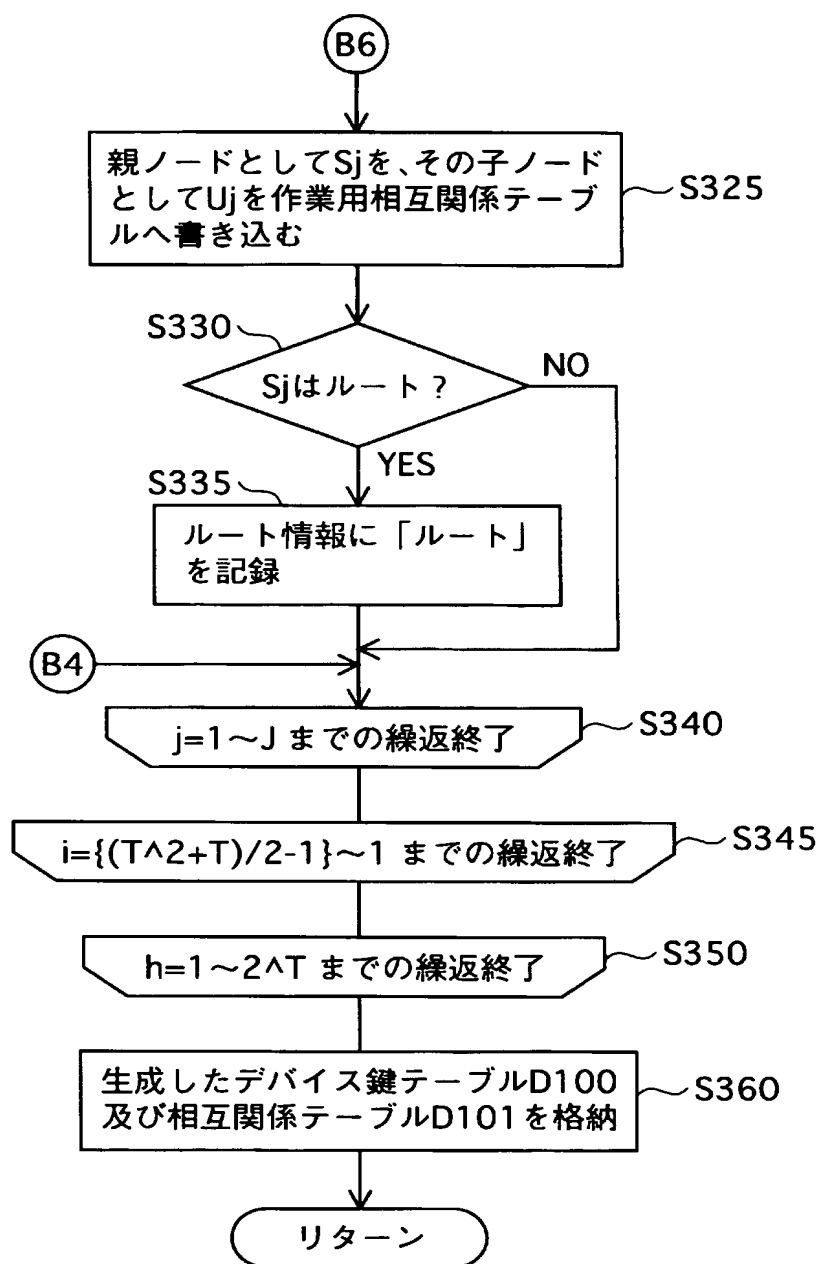 B6
親ノードとしてSjを、その子ノード
としてUjを作業用相互関係テーブ
ルへ書き込む
S325
S330
Sjはルート?
NO
YES
S335
ルート情報に「ルート」
を記録
B4
j=1～J までの繰返終了
S340
i={(T^2+T)/2-1}～1 までの繰返終了
S345
h=1～2^T までの繰返終了
S350
生成したデバイス鍵テーブルD100
及び相互関係テーブルD101を格納
S360
リターン